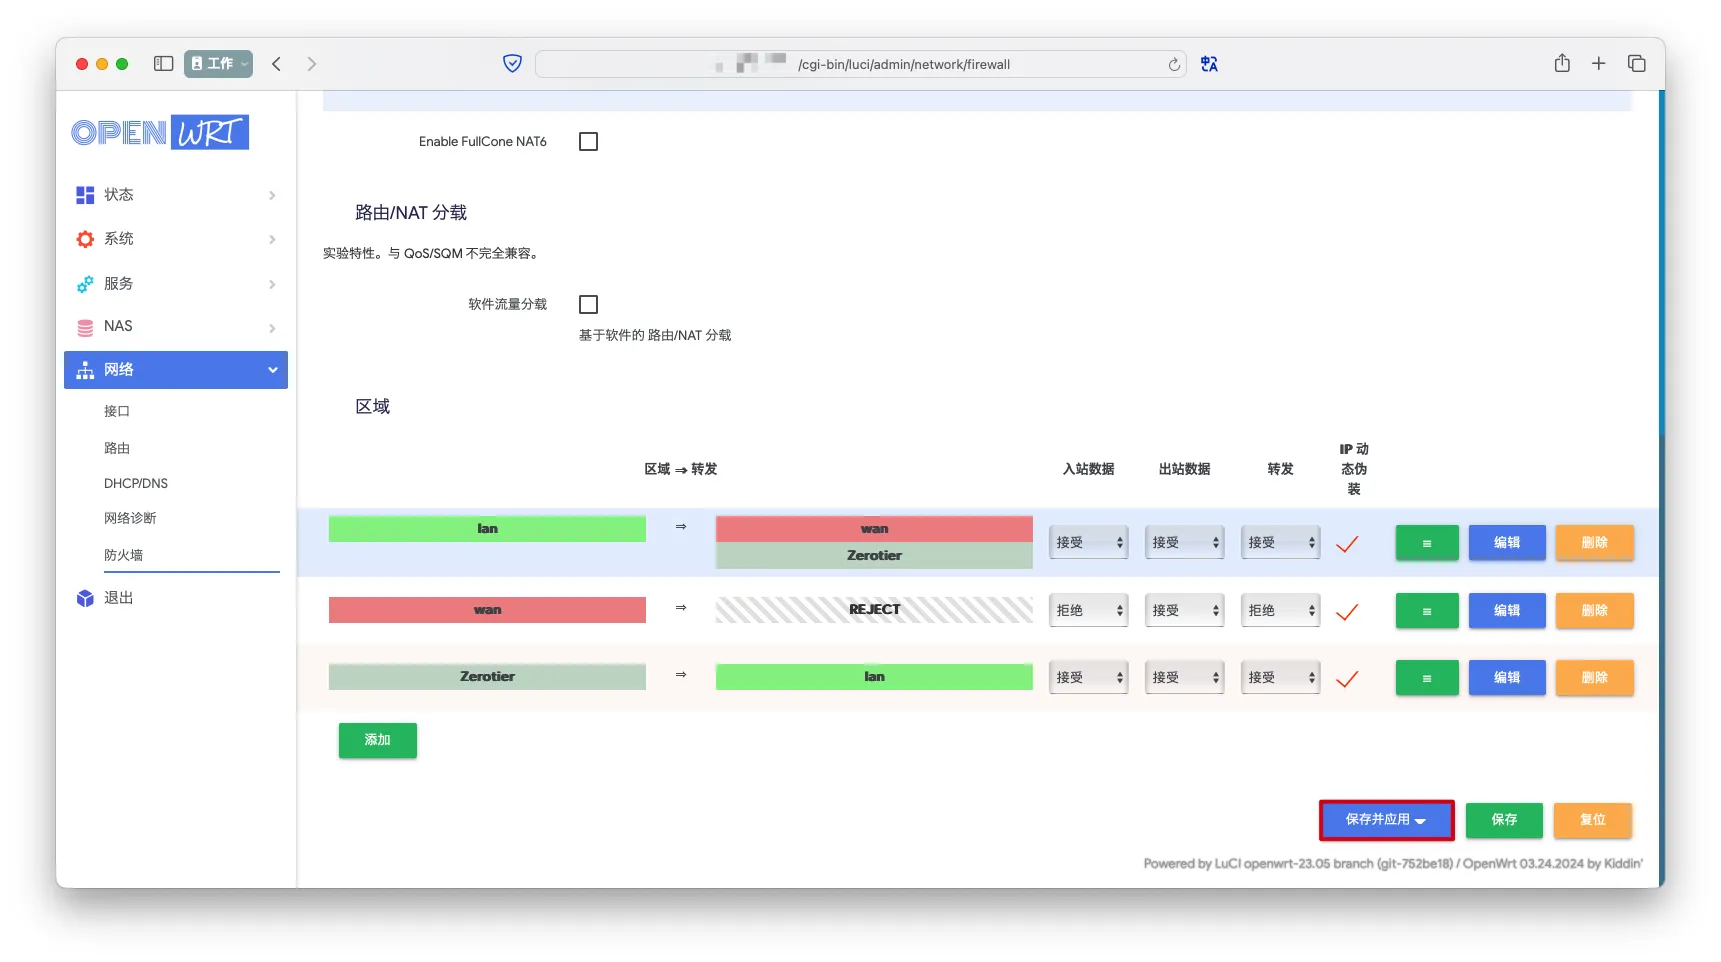 工作
/cgi-bin/luci/admin/network/firewall
OPENWRT
状态
系统
服务
NAS
网络
接口
路由
DHCP/DNS
网络诊断
防火墙
退出
Enable FullCone NAT6
路由/NAT 分载
实验特性。与 QoS/SQM 不完全兼容。
软件流量分载
基于软件的 路由/NAT 分载
区域
区域 ⇒ 转发 入站数据 出站数据 转发 IP 动
态伪
装
lan ⇒ wan 接受 接受 接受 编辑 删除
Zerotier
wan ⇒ REJECT 拒绝 接受 拒绝 编辑 删除
Zerotier ⇒ lan 接受 接受 接受 编辑 删除
添加
保存并应用 保存 复位
Powered by LuCI openwrt-23.05 branch (git-752be18) / OpenWrt 03.24.2024 by Kiddin'